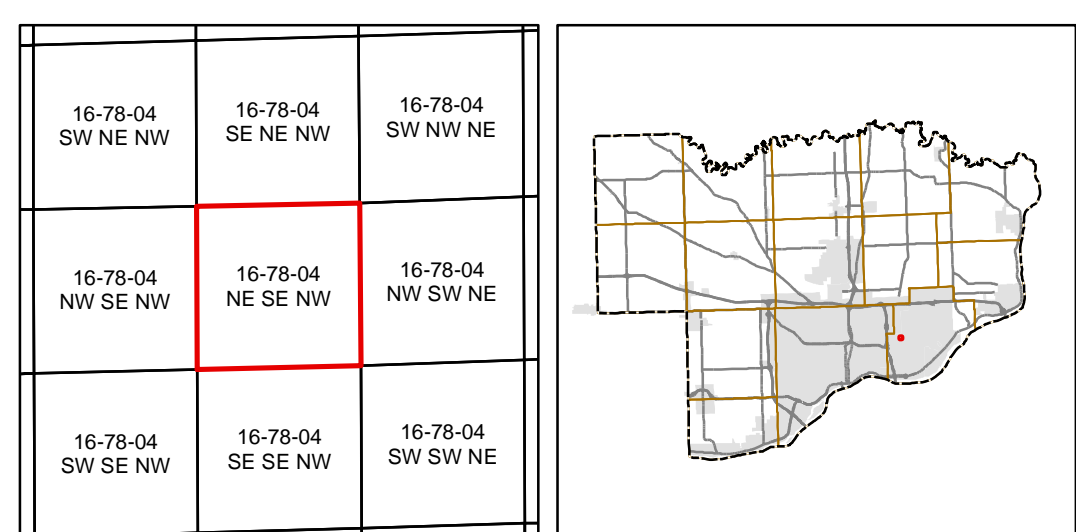 16-78-04
SW NE NW
16-78-04
SE NE NW
16-78-04
SW NW NE
16-78-04
NW SE NW
16-78-04
NE SE NW
16-78-04
NW SW NE
16-78-04
SW SE NW
16-78-04
SE SE NW
16-78-04
SW SW NE